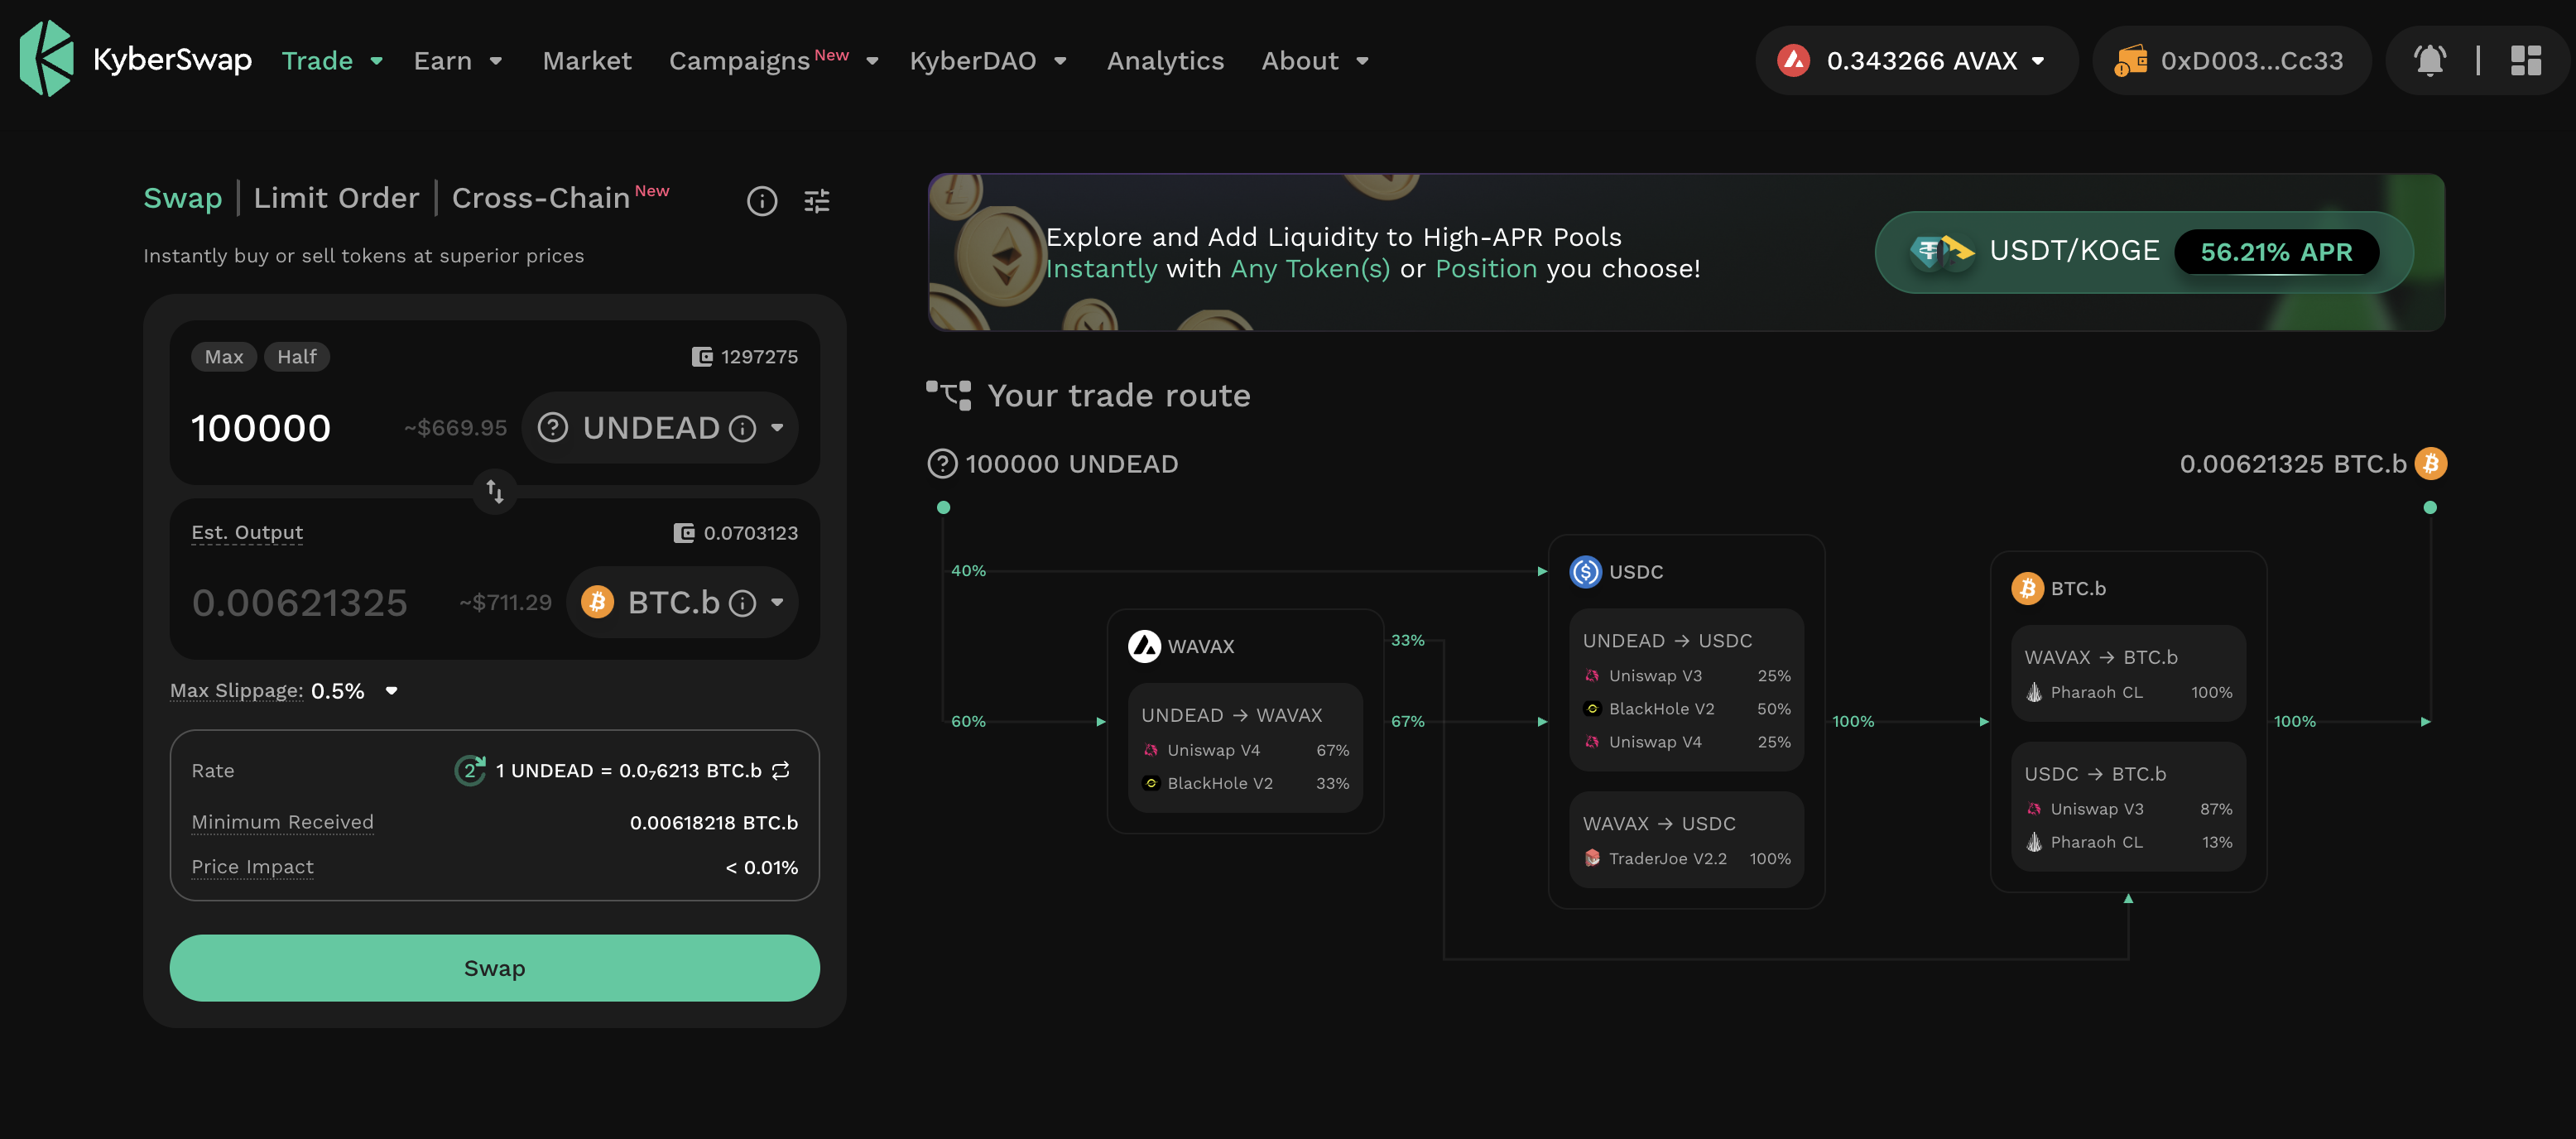 KyberSwap Trade Earn Market Campaigns New KyberDAO Analytics About 0.343266 AVAX 0xD003...Cc33
Swap | Limit Order | Cross-Chain New
Instantly buy or sell tokens at superior prices
Max Half 1297275
100000 ~$669.95 UNDEAD
Est. Output 0.0703123
0.00621325 ~$711.29 BTC.b
Max Slippage: 0.5%
Rate 2 1 UNDEAD = 0.0₇6213 BTC.b
Minimum Received 0.00618218 BTC.b
Price Impact < 0.01%
Swap
Explore and Add Liquidity to High-APR Pools
Instantly with Any Token(s) or Position you choose!
USDT/KOGE 56.21% APR
Your trade route
100000 UNDEAD
0.00621325 BTC.b
40%
60%
WAVAX
UNDEAD → WAVAX
Uniswap V4 67%
BlackHole V2 33%
33%
67%
USDC
UNDEAD → USDC
Uniswap V3 25%
BlackHole V2 50%
Uniswap V4 25%
WAVAX → USDC
TraderJoe V2.2 100%
100%
BTC.b
WAVAX → BTC.b
Pharaoh CL 100%
USDC → BTC.b
Uniswap V3 87%
Pharaoh CL 13%
100%